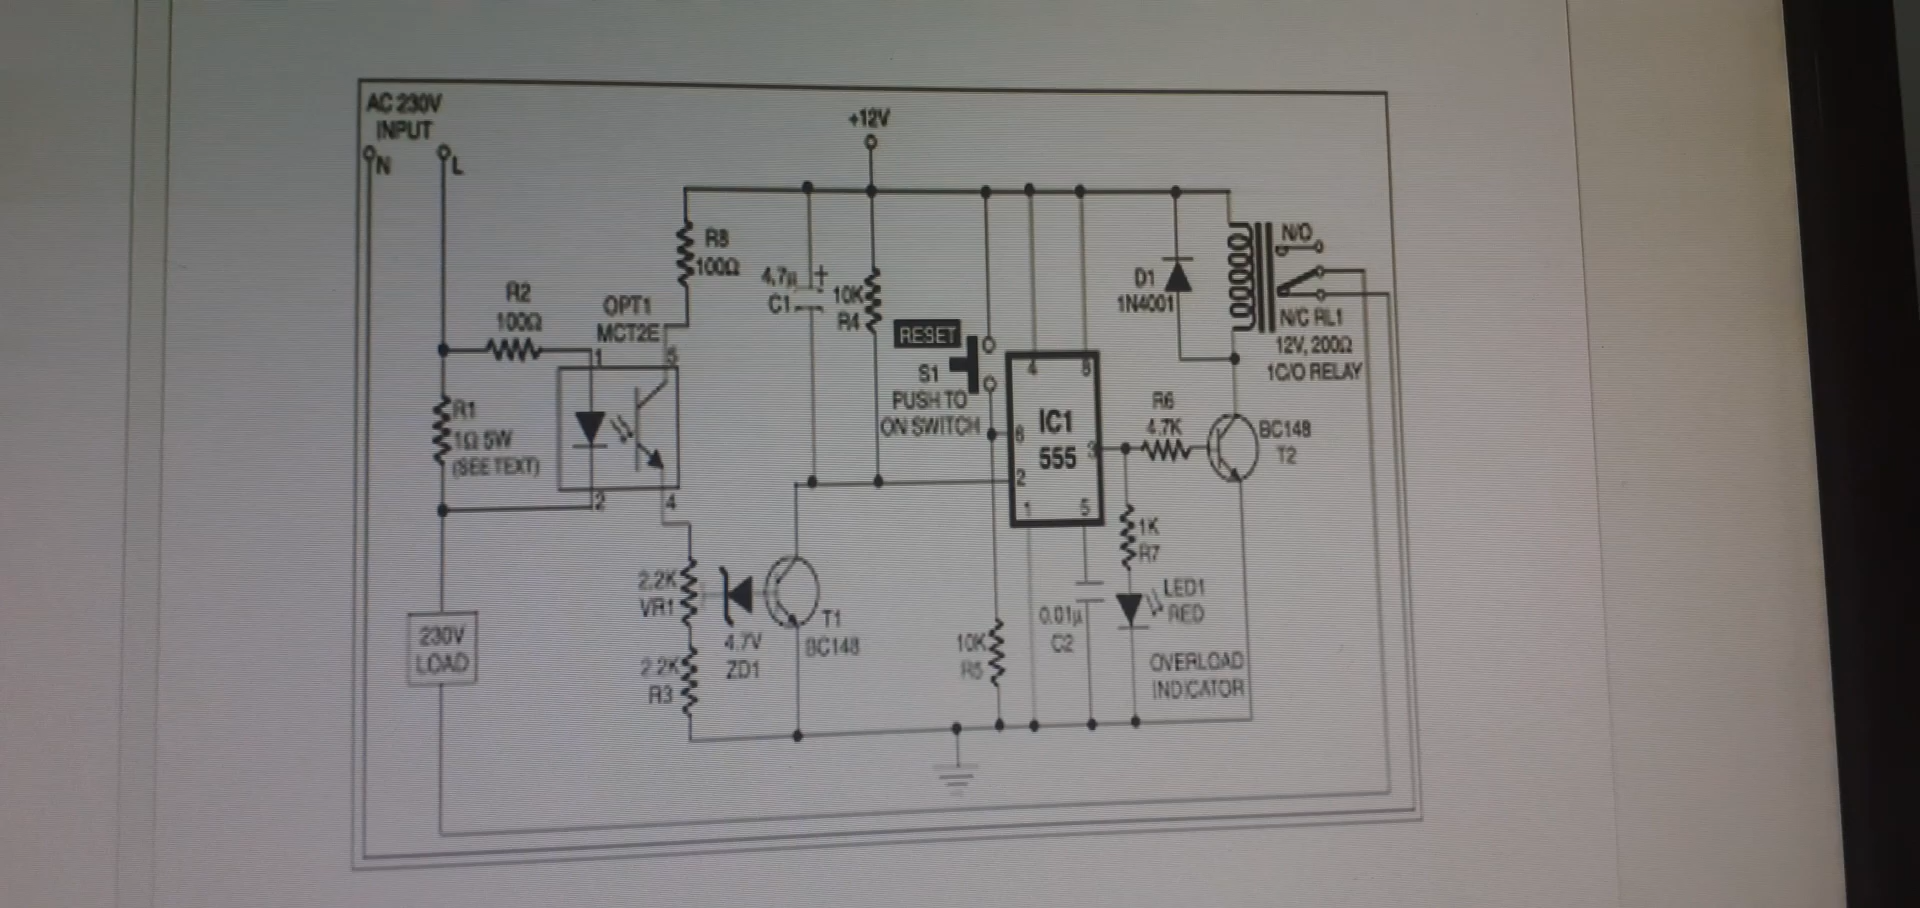 AC 230V
INPUT
N
L
+12V
R8
100Ω
4.7µ
+
C1
10K
R4
RESET
S1
PUSH TO
ON SWITCH
R2
100Ω
OPT1
MCT2E
1
5
2
4
R1
1Ω 5W
(SEE TEXT)
230V
LOAD
2.2K
VR1
2.2K
R3
4.7V
ZD1
T1
BC148
4
8
6
IC1
555
3
2
1
5
10K
R5
0.01µ
C2
R6
4.7K
1K
R7
LED1
RED
OVERLOAD
INDICATOR
D1
1N4001
BC148
T2
N/O
N/C RL1
12V, 200Ω
1C/O RELAY